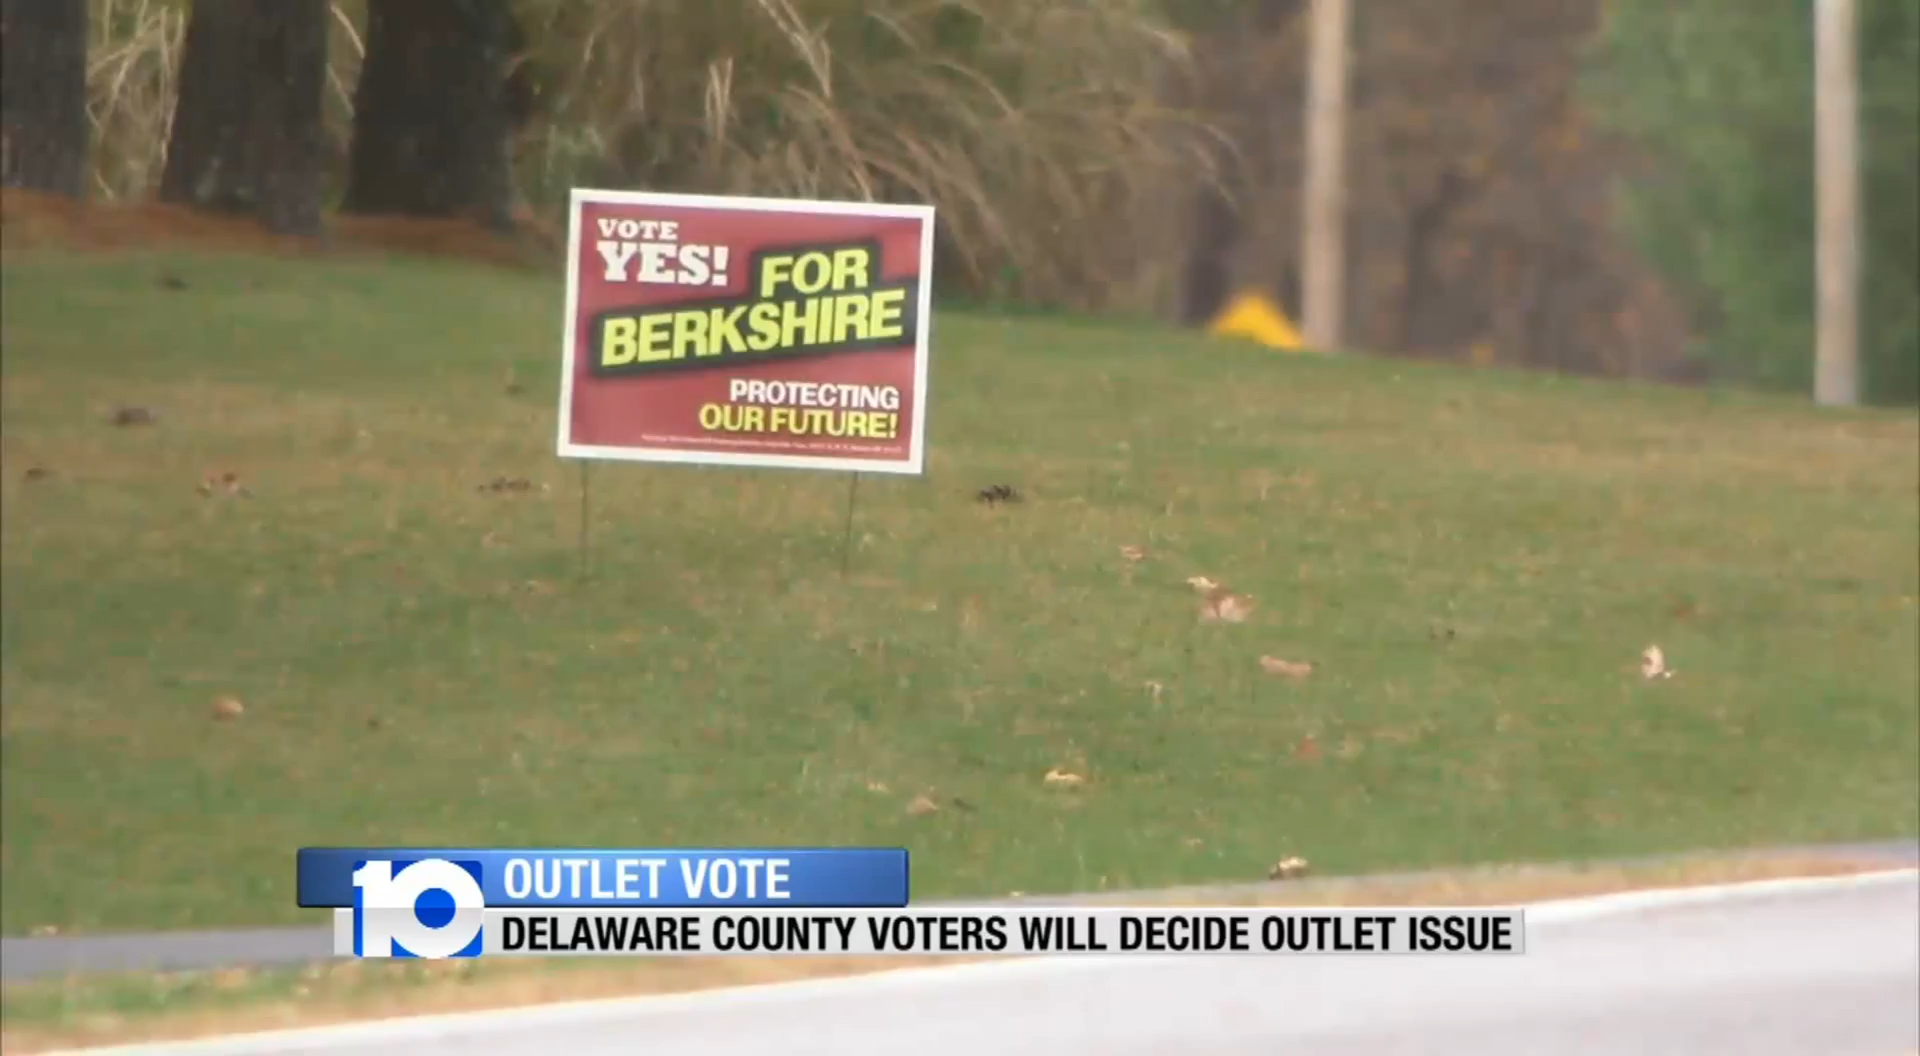 VOTE
YES!
FOR
BERKSHIRE
PROTECTING
OUR FUTURE!
10
OUTLET VOTE
DELAWARE COUNTY VOTERS WILL DECIDE OUTLET ISSUE